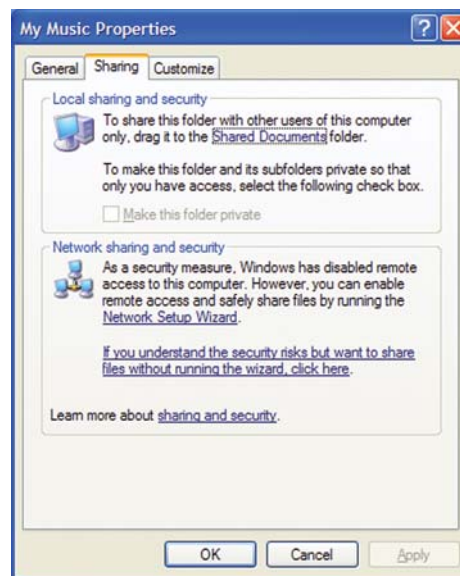 My Music Properties
General Sharing Customize
Local sharing and security
To share this folder with other users of this computer
only, drag it to the Shared Documents folder.
To make this folder and its subfolders private so that
only you have access, select the following check box.
Make this folder private
Network sharing and security
As a security measure, Windows has disabled remote
access to this computer. However, you can enable
remote access and safely share files by running the
Network Setup Wizard.
If you understand the security risks but want to share
files without running the wizard, click here.
Learn more about sharing and security.
OK Cancel Apply